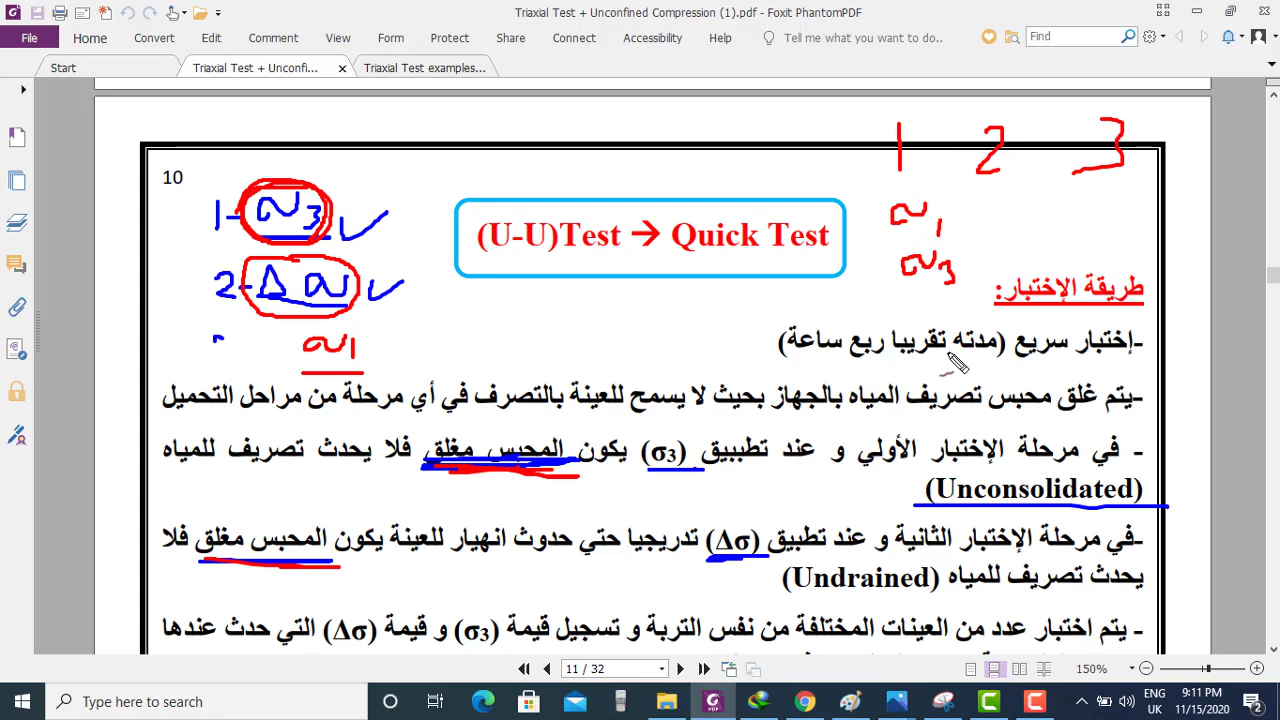 Triaxial Test + Unconfined Compression (1).pdf - Foxit PhantomPDF
File Home Convert Edit Comment View Form Protect Share Connect Accessibility Help Tell me what you want to do.. Find
Start Triaxial Test + Unconfi... Triaxial Test examples....
1 2 3
10
1- σ3
(U-U)Test → Quick Test
σ1
2- Δσ
σ3
طريقة الإختبار:
-إختبار سريع (مدته تقريبا ربع ساعة)
σ1
-يتم غلق محبس تصريف المياه بالجهاز بحيث لا يسمح للعينة بالتصرف في أي مرحلة من مراحل التحميل
- في مرحلة الإختبار الأولي و عند تطببيق (σ3) يكون المحبس مغلق فلا يحدث تصريف للمياه
(Unconsolidated)
-في مرحلة الإختبار الثانية و عند تطبيق (Δσ) تدريجيا حتي حدوث انهيار للعينة يكون المحبس مغلق فلا
يحدث تصريف للمياه (Undrained)
- يتم اختبار عدد من العينات المختلفة من نفس التربة و تسجيل قيمة (σ3) و قيمة (Δσ) التي حدث عندها
11 / 32 150%
Type here to search
ENG 9:11 PM
UK 11/15/2020 2